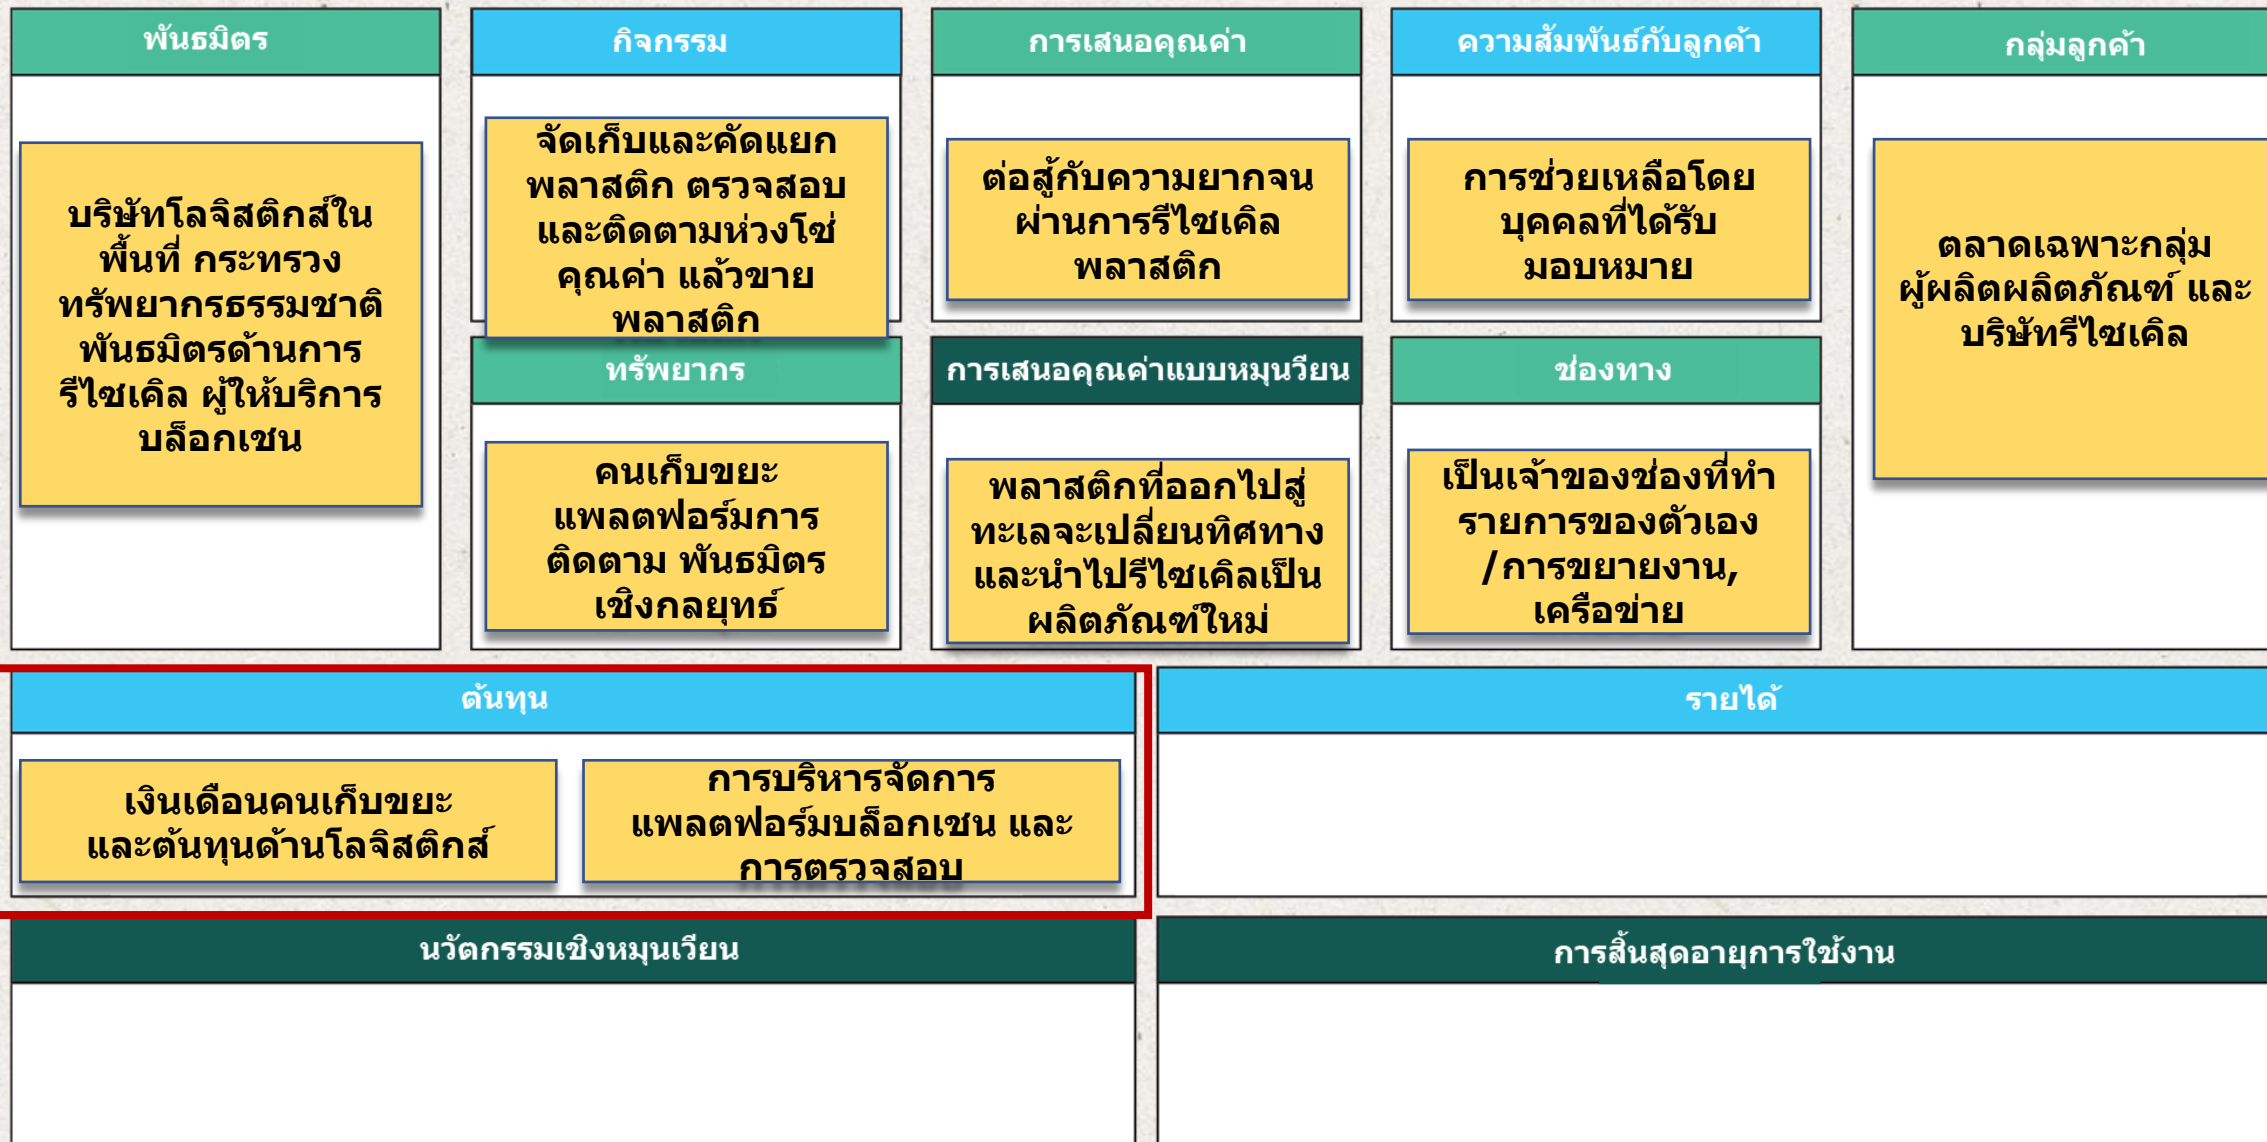 พันธมิตร
บริษัทโลจิสติกส์ใน
พื้นที่ กระทรวง
ทรัพยากรธรรมชาติ
พันธมิตรด้านการ
รีไซเคิล ผู้ให้บริการ
บล็อกเชน
กิจกรรม
จัดเก็บและคัดแยก
พลาสติก ตรวจสอบ
และติดตามห่วงโซ่
คุณค่า แล้วขาย
พลาสติก
ทรัพยากร
คนเก็บขยะ
แพลตฟอร์มการ
ติดตาม พันธมิตร
เชิงกลยุทธ์
การเสนอคุณค่า
ต่อสู้กับความยากจน
ผ่านการรีไซเคิล
พลาสติก
การเสนอคุณค่าแบบหมุนวียน
พลาสติกที่ออกไปสู่
ทะเลจะเปลี่ยนทิศทาง
และนำไปรีไซเคิลเป็น
ผลิตภัณฑ์ใหม่
ความสัมพันธ์กับลูกค้า
การช่วยเหลือโดย
บุคคลที่ได้รับ
มอบหมาย
ช่องทาง
เป็นเจ้าของช่องที่ทำ
รายการของตัวเอง
/การขยายงาน,
เครือข่าย
กลุ่มลูกค้า
ตลาดเฉพาะกลุ่ม
ผู้ผลิตผลิตภัณฑ์ และ
บริษัทรีไซเคิล
ต้นทุน
เงินเดือนคนเก็บขยะ
และต้นทุนด้านโลจิสติกส์
การบริหารจัดการ
แพลตฟอร์มบล็อกเชน และ
การตรวจสอบ
รายได้
นวัตกรรมเชิงหมุนเวียน
การสิ้นสุดอายุการใช้งาน